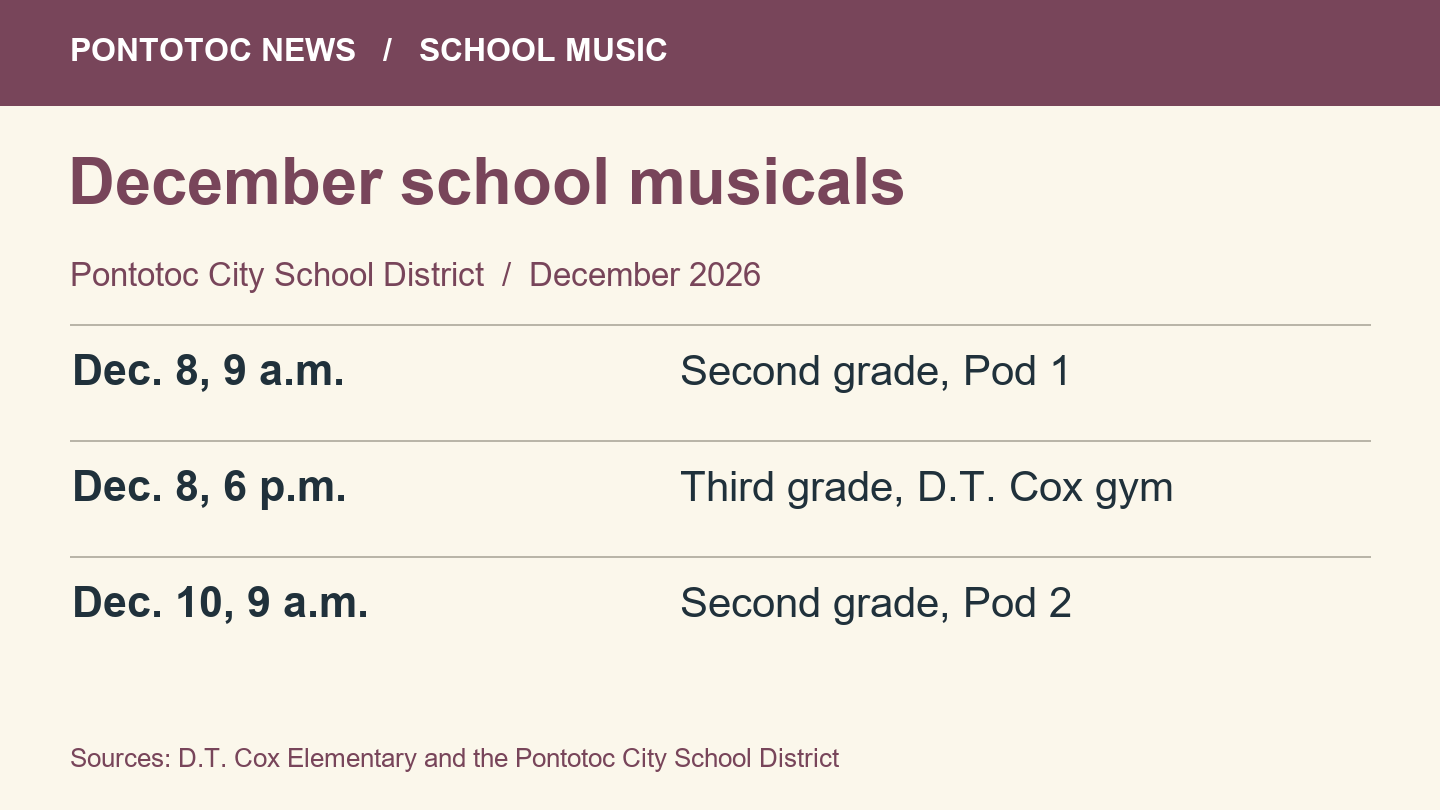 PONTOTOC NEWS / SCHOOL MUSIC
December school musicals
Pontotoc City School District / December 2026
Dec. 8, 9 a.m. Second grade, Pod 1
Dec. 8, 6 p.m. Third grade, D.T. Cox gym
Dec. 10, 9 a.m. Second grade, Pod 2
Sources: D.T. Cox Elementary and the Pontotoc City School District